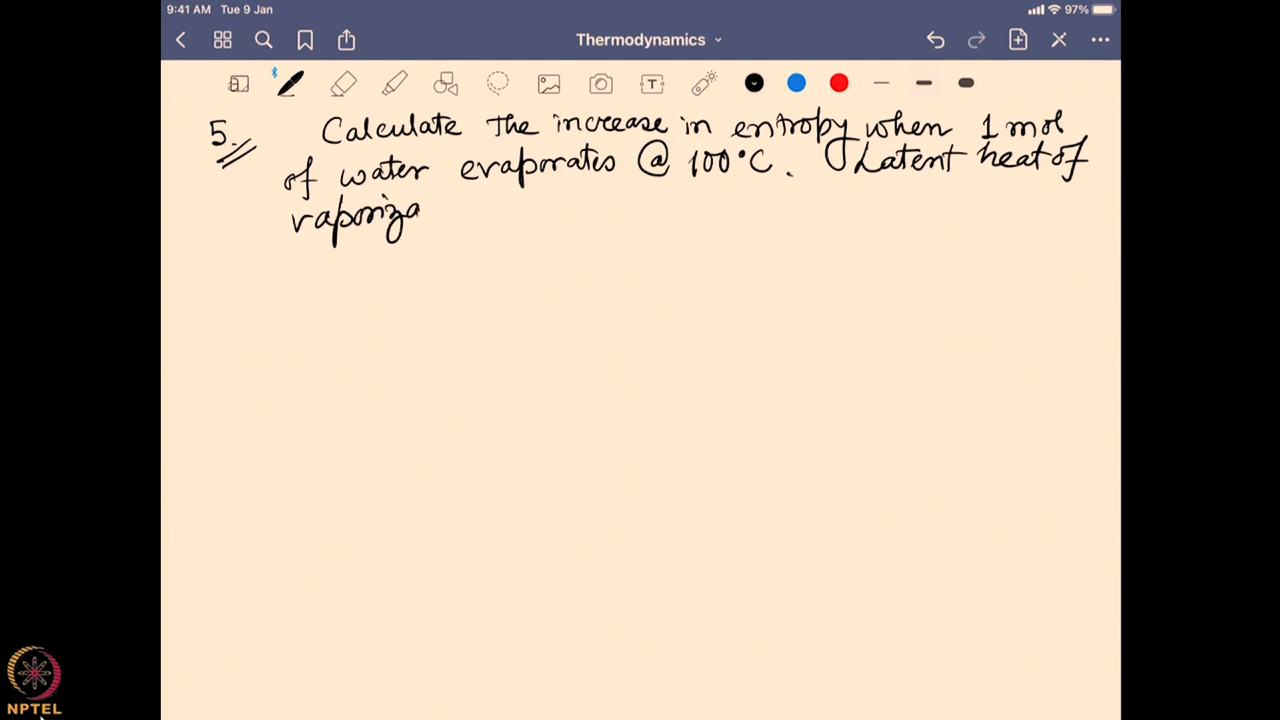 9:41 AM Tue 9 Jan
97%
Thermodynamics
T
5. Calculate the increase in entropy when 1 mol
of water evaporates @ 100°C. Latent heat of
vaporiza
NPTEL